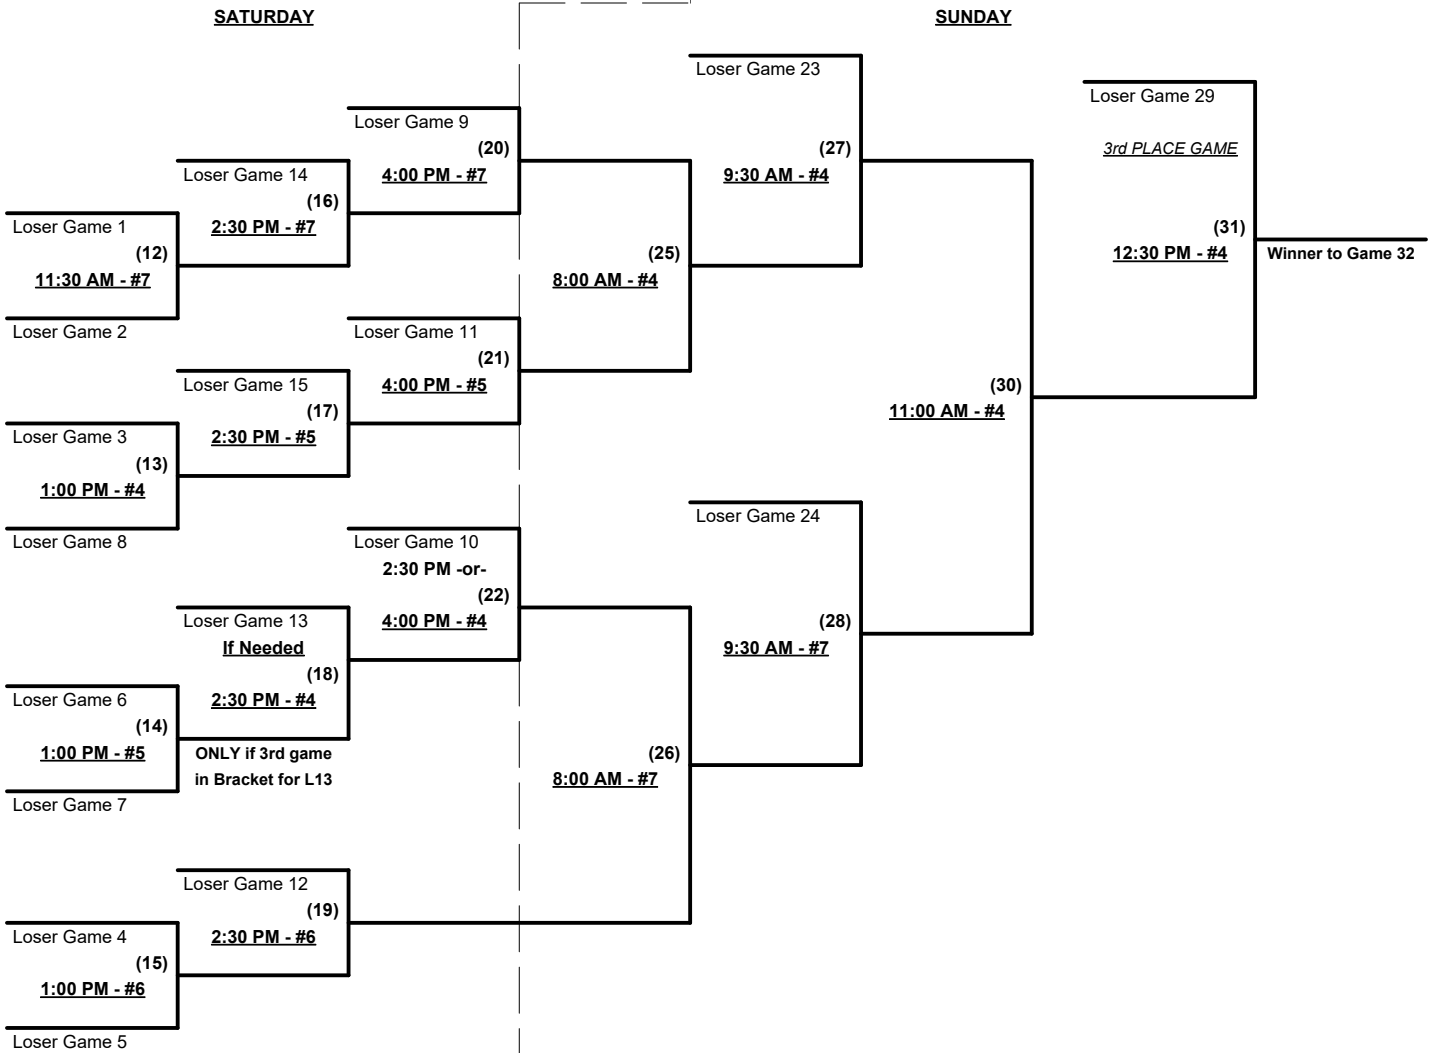 SATURDAY
SUNDAY
Loser Game 23
Loser Game 29
Loser Game 9
(20)
4:00 PM - #7
(27)
9:30 AM - #4
3rd PLACE GAME
Loser Game 14
(16)
2:30 PM - #7
Loser Game 1
(12)
11:30 AM - #7
Loser Game 2
(25)
8:00 AM - #4
(31)
12:30 PM - #4
Winner to Game 32
Loser Game 11
(21)
4:00 PM - #5
Loser Game 15
(17)
2:30 PM - #5
Loser Game 3
(13)
1:00 PM - #4
Loser Game 8
(30)
11:00 AM - #4
Loser Game 24
Loser Game 10
2:30 PM -or-
(22)
4:00 PM - #4
Loser Game 13
If Needed
(18)
2:30 PM - #4
ONLY if 3rd game
in Bracket for L13
(28)
9:30 AM - #7
Loser Game 6
(14)
1:00 PM - #5
Loser Game 7
(26)
8:00 AM - #7
Loser Game 12
(19)
2:30 PM - #6
Loser Game 4
(15)
1:00 PM - #6
Loser Game 5